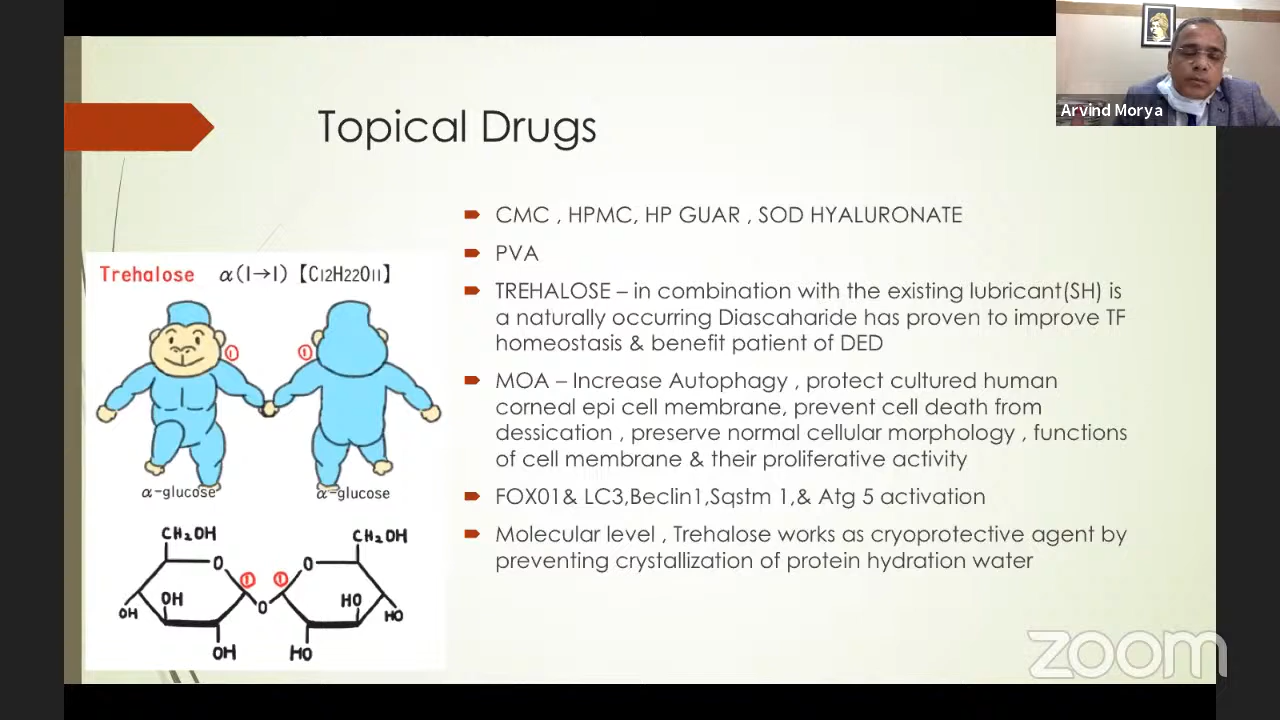 Arvind Morya
Topical Drugs
CMC , HPMC, HP GUAR , SOD HYALURONATE
PVA
TREHALOSE – in combination with the existing lubricant(SH) is
a naturally occurring Diascaharide has proven to improve TF
homeostasis & benefit patient of DED
MOA – Increase Autophagy , protect cultured human
corneal epi cell membrane, prevent cell death from
dessication , preserve normal cellular morphology , functions
of cell membrane & their proliferative activity
FOX01& LC3,Beclin1,Sqstm 1,& Atg 5 activation
Molecular level , Trehalose works as cryoprotective agent by
preventing crystallization of protein hydration water
Trehalose α(1→1)【C12H22O11】
① ①
α-glucose α-glucose
CH2OH CH2OH
O O
① ①
OH OH O HO HO
OH HO
zoom